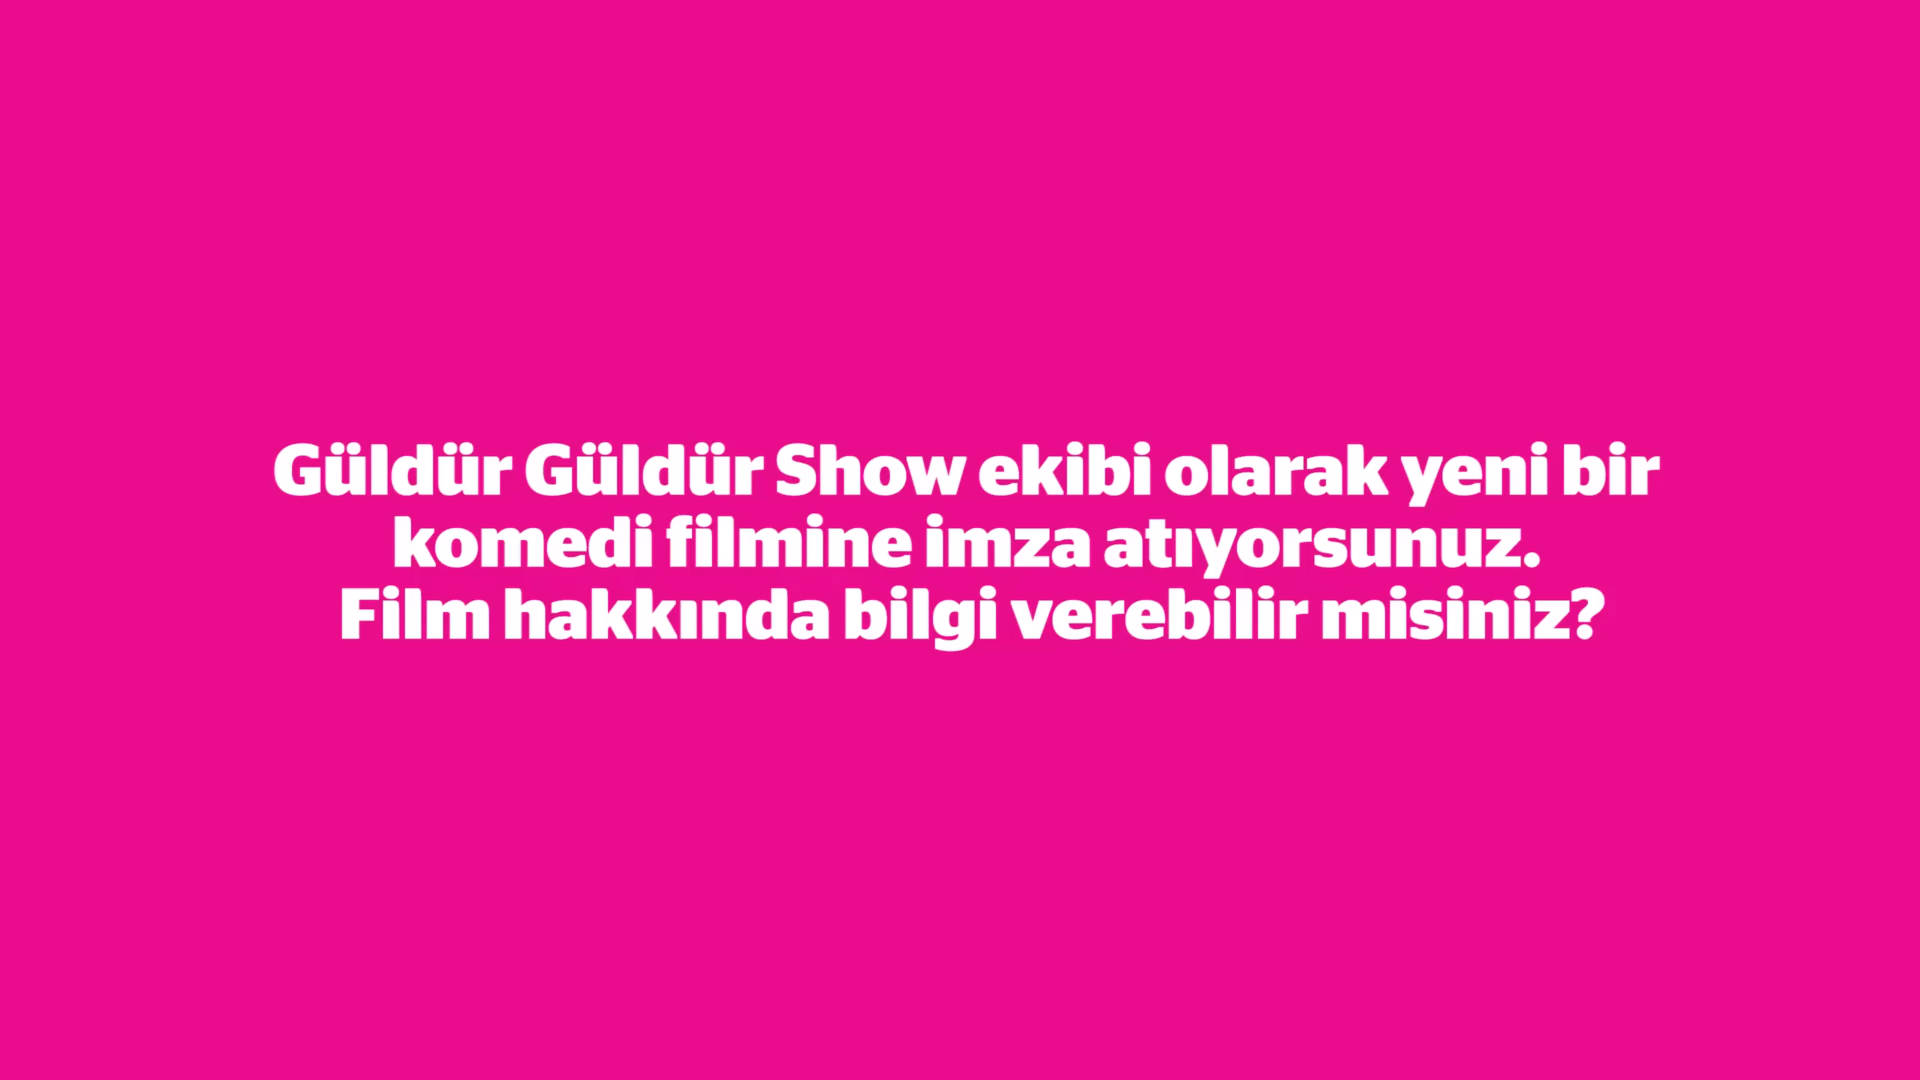 Güldür Güldür Show ekibi olarak yeni bir
komedi filmine imza atıyorsunuz.
Film hakkında bilgi verebilir misiniz?